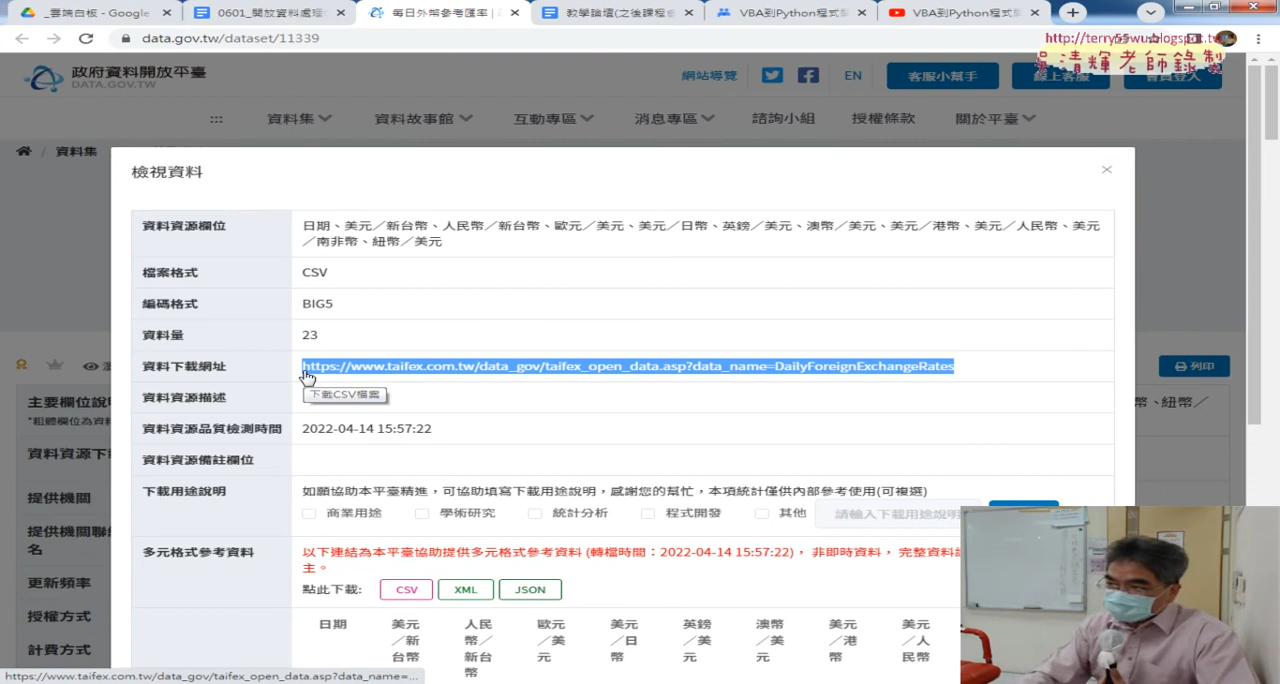 _雲端白板 - Google
0601_開放資料處理
每日外幣參考匯率 |
教學論壇(之後課程
VBA到Python程式
VBA到Python程式
data.gov.tw/dataset/11339
http://terry55wu.blogspot.tw
吳清輝老師錄製
政府資料開放平臺
DATA.GOV.TW
網站導覽
EN
客服小幫手
線上客服
會員登入
:::
資料集
資料故事館
互動專區
消息專區
諮詢小組
授權條款
關於平臺
/ 資料集
檢視資料
×
資料資源欄位
日期、美元／新台幣、人民幣／新台幣、歐元／美元、美元／日幣、英鎊／美元、澳幣／美元、美元／港幣、美元／人民幣、美元
／南非幣、紐幣／美元
檔案格式
CSV
編碼格式
BIG5
資料量
23
資料下載網址
https://www.taifex.com.tw/data_gov/taifex_open_data.asp?data_name=DailyForeignExchangeRates
下載CSV檔案
列印
主要欄位說
幣、紐幣／
*粗體欄位為資料
資料資源描述
資料資源品質檢測時間
2022-04-14 15:57:22
資料資源下
資料資源備註欄位
下載用途說明
如願協助本平臺精進，可協助填寫下載用途說明，感謝您的幫忙，本項統計僅供內部參考使用(可複選)
商業用途
學術研究
統計分析
程式開發
其他
請輸入下載用途說明
提供機關
提供機關聯
名
多元格式參考資料
以下連結為本平臺協助提供多元格式參考資料 (轉檔時間：2022-04-14 15:57:22)， 非即時資料， 完整資料
主。
點此下載:
CSV
XML
JSON
更新頻率
授權方式
計費方式
日期
美元
／新
台幣
人民
幣／
新台
幣
歐元
／美
元
美元
／日
幣
英鎊
／美
元
澳幣
／美
元
美元
／港
幣
美元
／人
民幣
https://www.taifex.com.tw/data_gov/taifex_open_data.asp?data_name=...